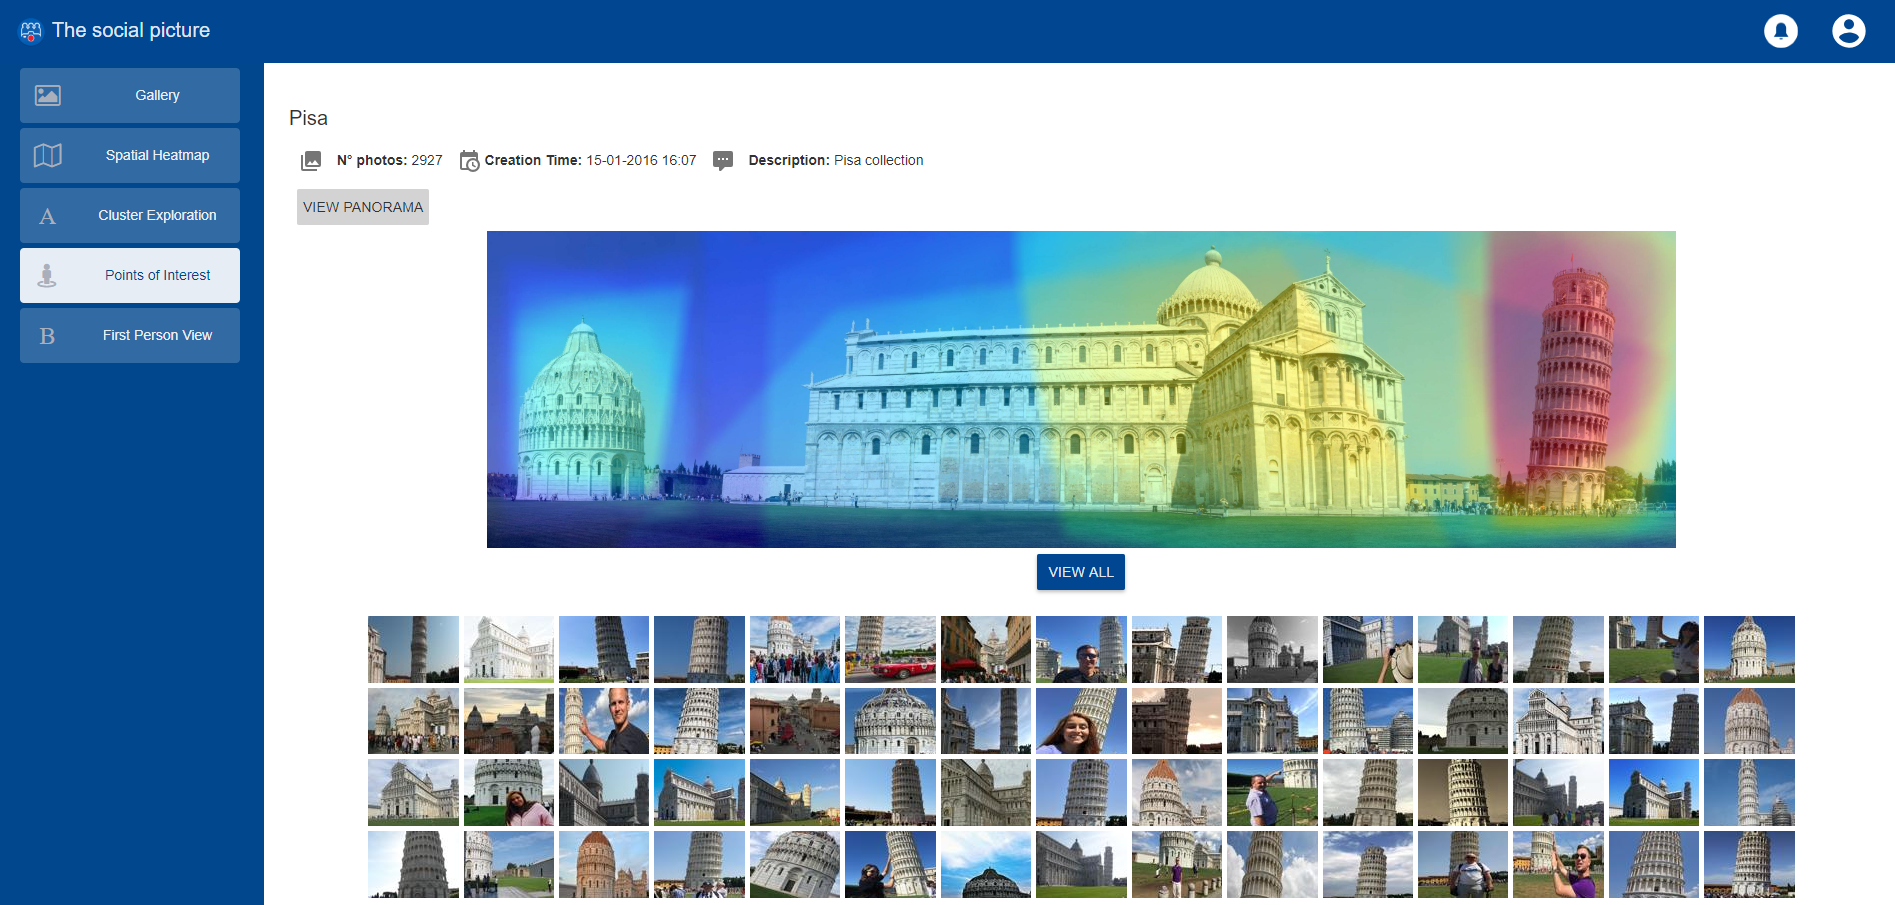 The social picture
Gallery
Spatial Heatmap
A Cluster Exploration
Points of Interest
B First Person View
Pisa
N° photos: 2927 Creation Time: 15-01-2016 16:07 Description: Pisa collection
VIEW PANORAMA
VIEW ALL